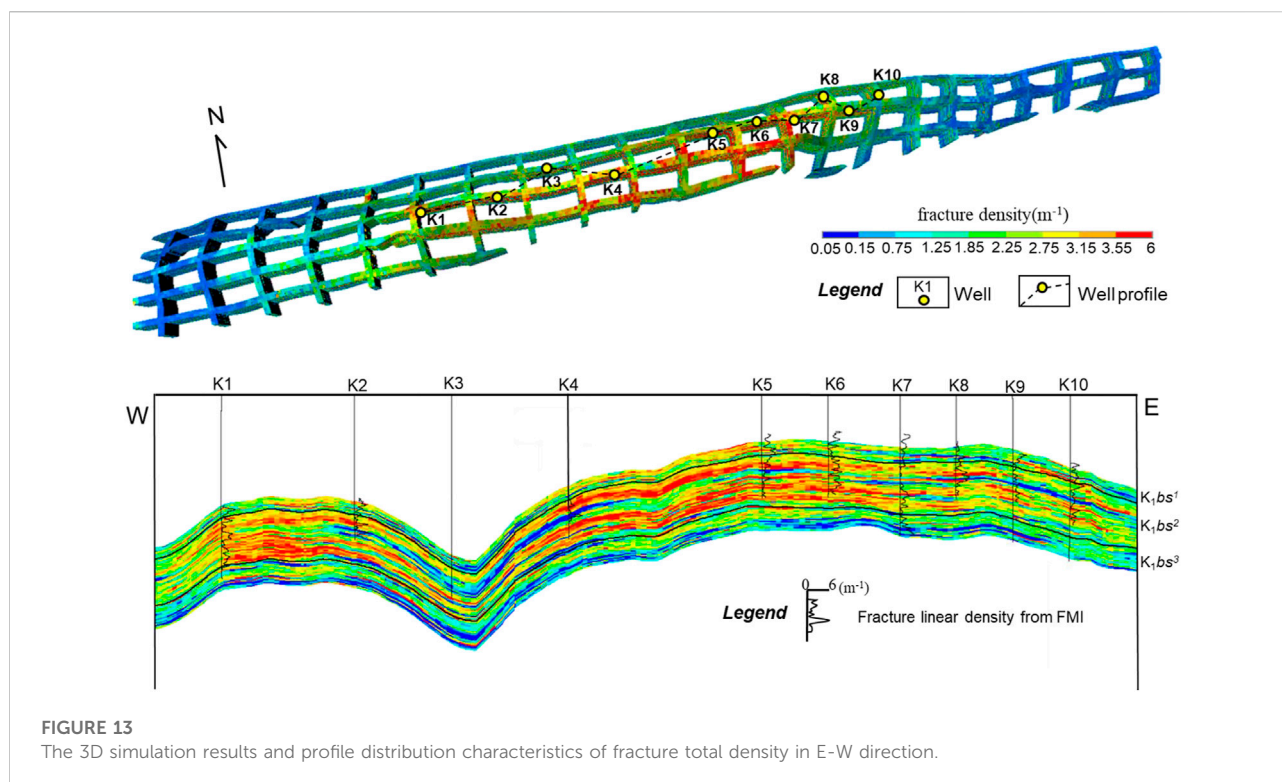 N
K1
K2
K3
K4
K5
K6
K7
K8
K9
K10
fracture density(m⁻¹)
0.05 0.15 0.75 1.125 1.85 2.25 2.75 3.15 3.55 6
Legend K1 Well Well profile
K1 K2 K3 K4 K5 K6 K7 K8 K9 K10
W E
K₁bs¹
K₁bs²
K₁bs³
0 6 (m⁻¹)
Legend Fracture linear density from FMI
FIGURE 13
The 3D simulation results and profile distribution characteristics of fracture total density in E-W direction.